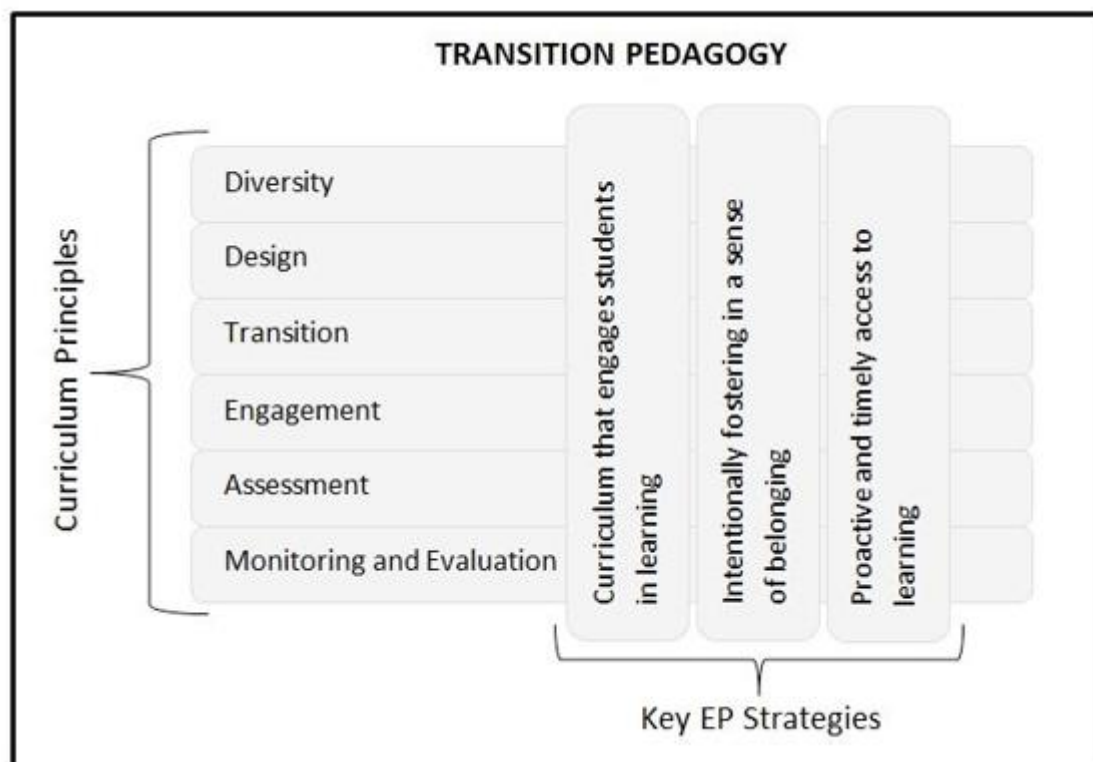 TRANSITION PEDAGOGY
Curriculum Principles
Diversity
Design
Transition
Engagement
Assessment
Monitoring and Evaluation
Curriculum that engages students
in learning
Intentionally fostering in a sense
of belonging
Proactive and timely access to
learning
Key EP Strategies